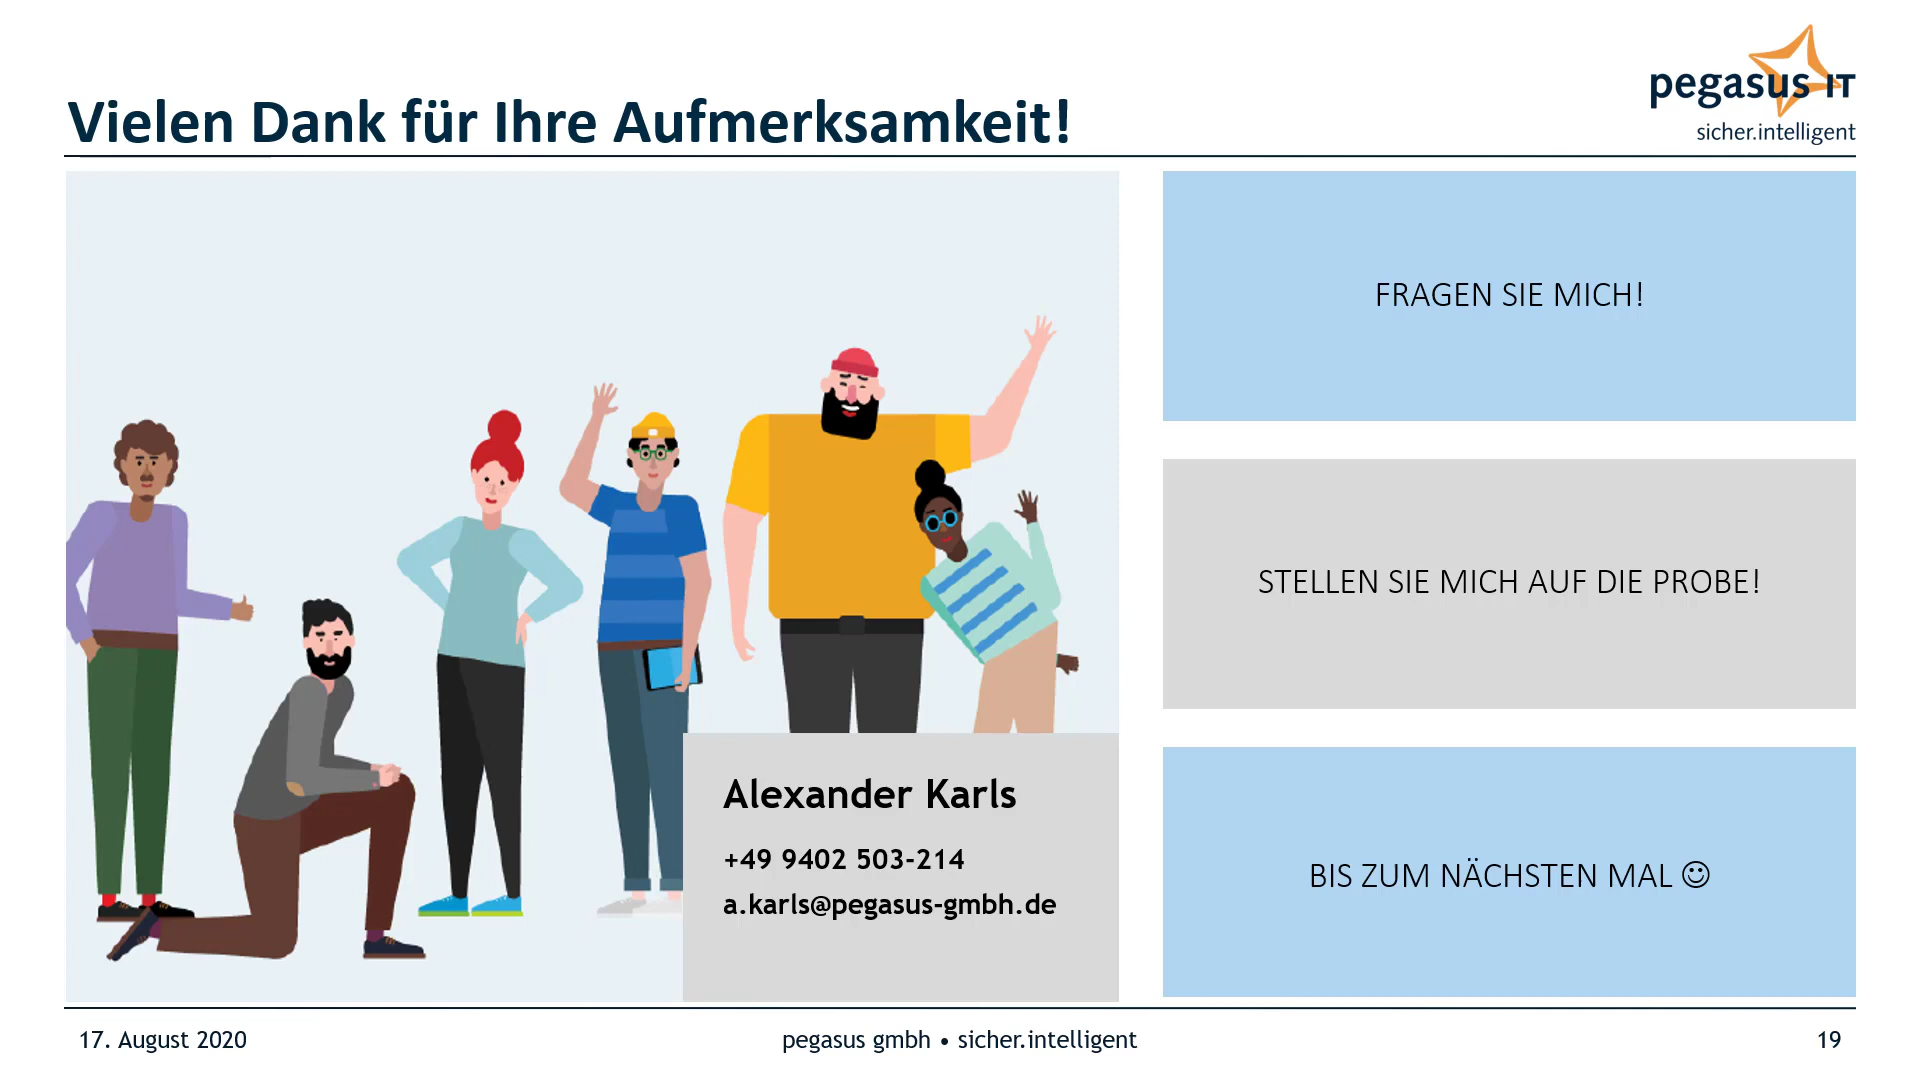 pegasus IT
sicher.intelligent
Vielen Dank für Ihre Aufmerksamkeit!
FRAGEN SIE MICH!
STELLEN SIE MICH AUF DIE PROBE!
BIS ZUM NÄCHSTEN MAL ☺
Alexander Karls
+49 9402 503-214
a.karls@pegasus-gmbh.de
17. August 2020
pegasus gmbh • sicher.intelligent
19